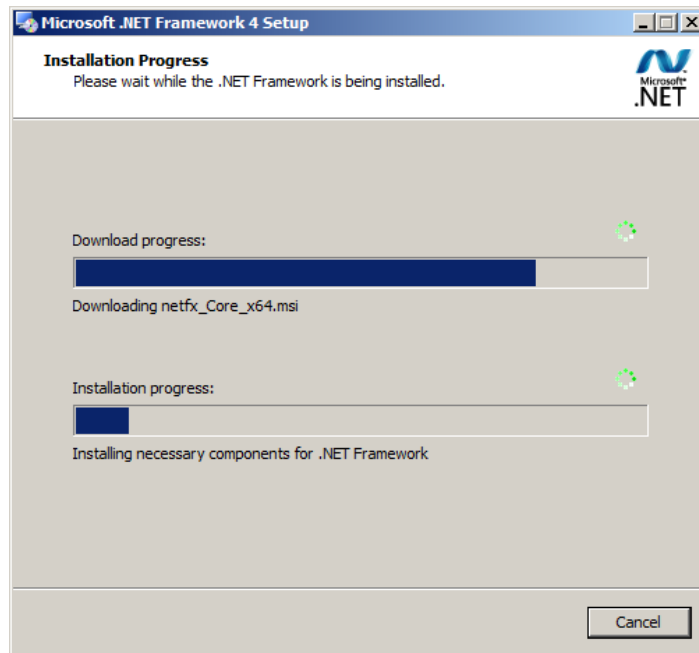 Microsoft .NET Framework 4 Setup
Installation Progress
Please wait while the .NET Framework is being installed.
Microsoft®
.NET
Download progress:
Downloading netfx_Core_x64.msi
Installation progress:
Installing necessary components for .NET Framework
Cancel